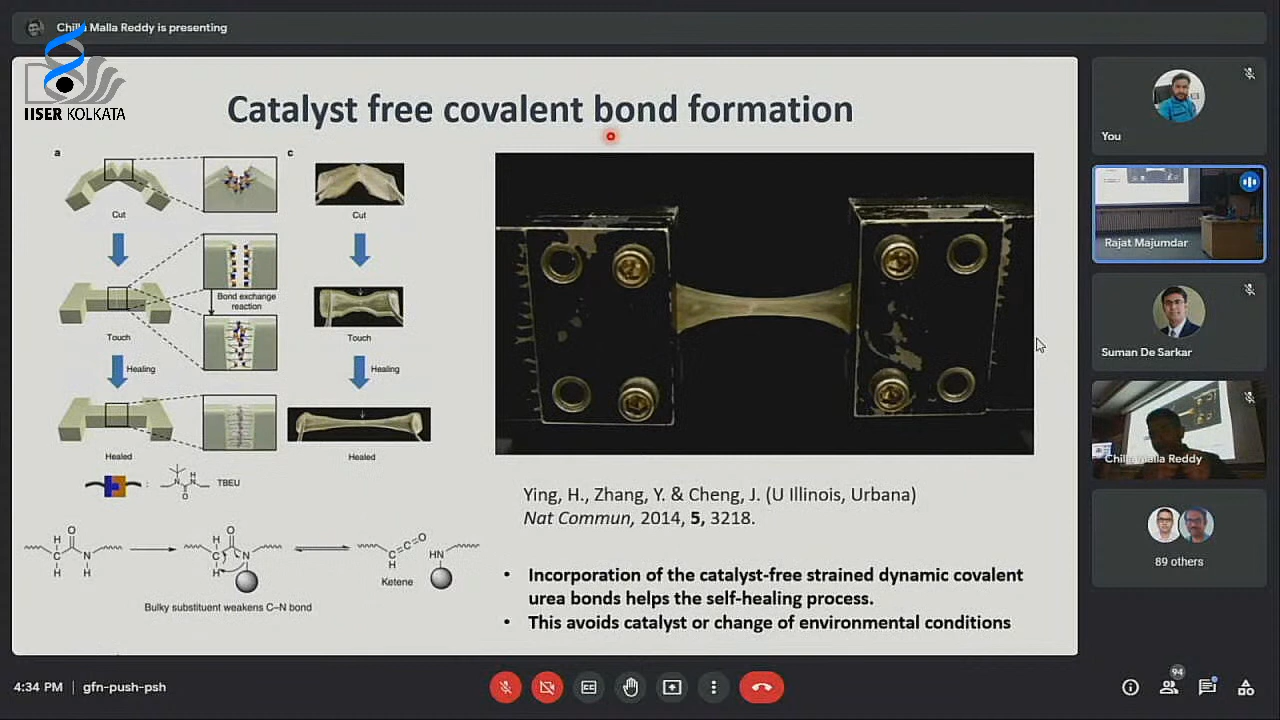 Chilla Malla Reddy is presenting
IISER KOLKATA
Catalyst free covalent bond formation
a
c
Cut
Cut
Bond exchange
reaction
Touch
Touch
Healing
Healing
Healed
Healed
:
TBEU
O
H
N
O
N
H
O
H
C
N
H
H
H
O
H
C
N
H
C
C
O
H
HN
Ketene
Bulky substituent weakens C–N bond
Ying, H., Zhang, Y. & Cheng, J. (U Illinois, Urbana)
Nat Commun, 2014, 5, 3218.
• Incorporation of the catalyst-free strained dynamic covalent
urea bonds helps the self-healing process.
• This avoids catalyst or change of environmental conditions
You
Rajat Majumdar
Suman De Sarkar
Chilla Malla Reddy
89 others
4:34 PM | gfn-push-psh
94